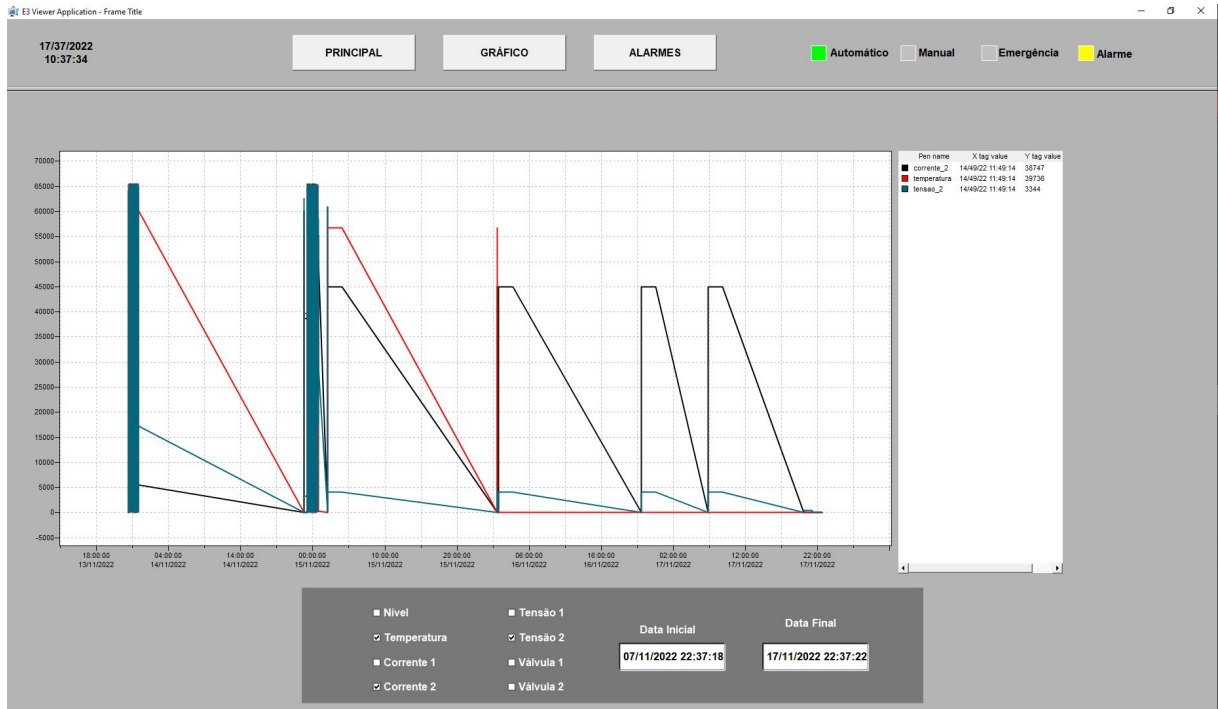 E3 Viewer Application - Frame Title
17/37/2022
10:37:34
PRINCIPAL
GRÁFICO
ALARMES
Automático
Manual
Emergência
Alarme
Pen name X tag value Y tag value
corrente_2 14/49/22 11:49:14 38747
temperatura 14/49/22 11:49:14 39736
tensao_2 14/49/22 11:49:14 3344
70000
65000
60000
55000
50000
45000
40000
35000
30000
25000
20000
15000
10000
5000
0
-5000
18:00:00 04:00:00 14:00:00 00:00:00 10:00:00 20:00:00 06:00:00 16:00:00 02:00:00 12:00:00 22:00:00
13/11/2022 14/11/2022 14/11/2022 15/11/2022 15/11/2022 15/11/2022 16/11/2022 16/11/2022 17/11/2022 17/11/2022 17/11/2022
Nível
Temperatura
Corrente 1
Corrente 2
Tensão 1
Tensão 2
Válvula 1
Válvula 2
Data Inicial
07/11/2022 22:37:18
Data Final
17/11/2022 22:37:22